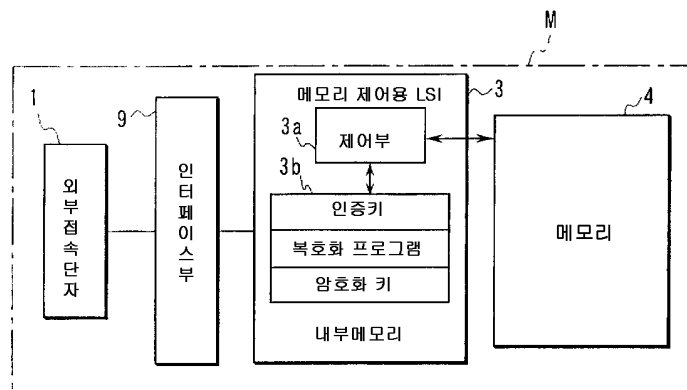 M
메모리 제어용 LSI
3
3a
제어부
3b
인증키
복호화 프로그램
암호화 키
내부메모리
1
외부접속단자
9
인터페이스부
4
메모리